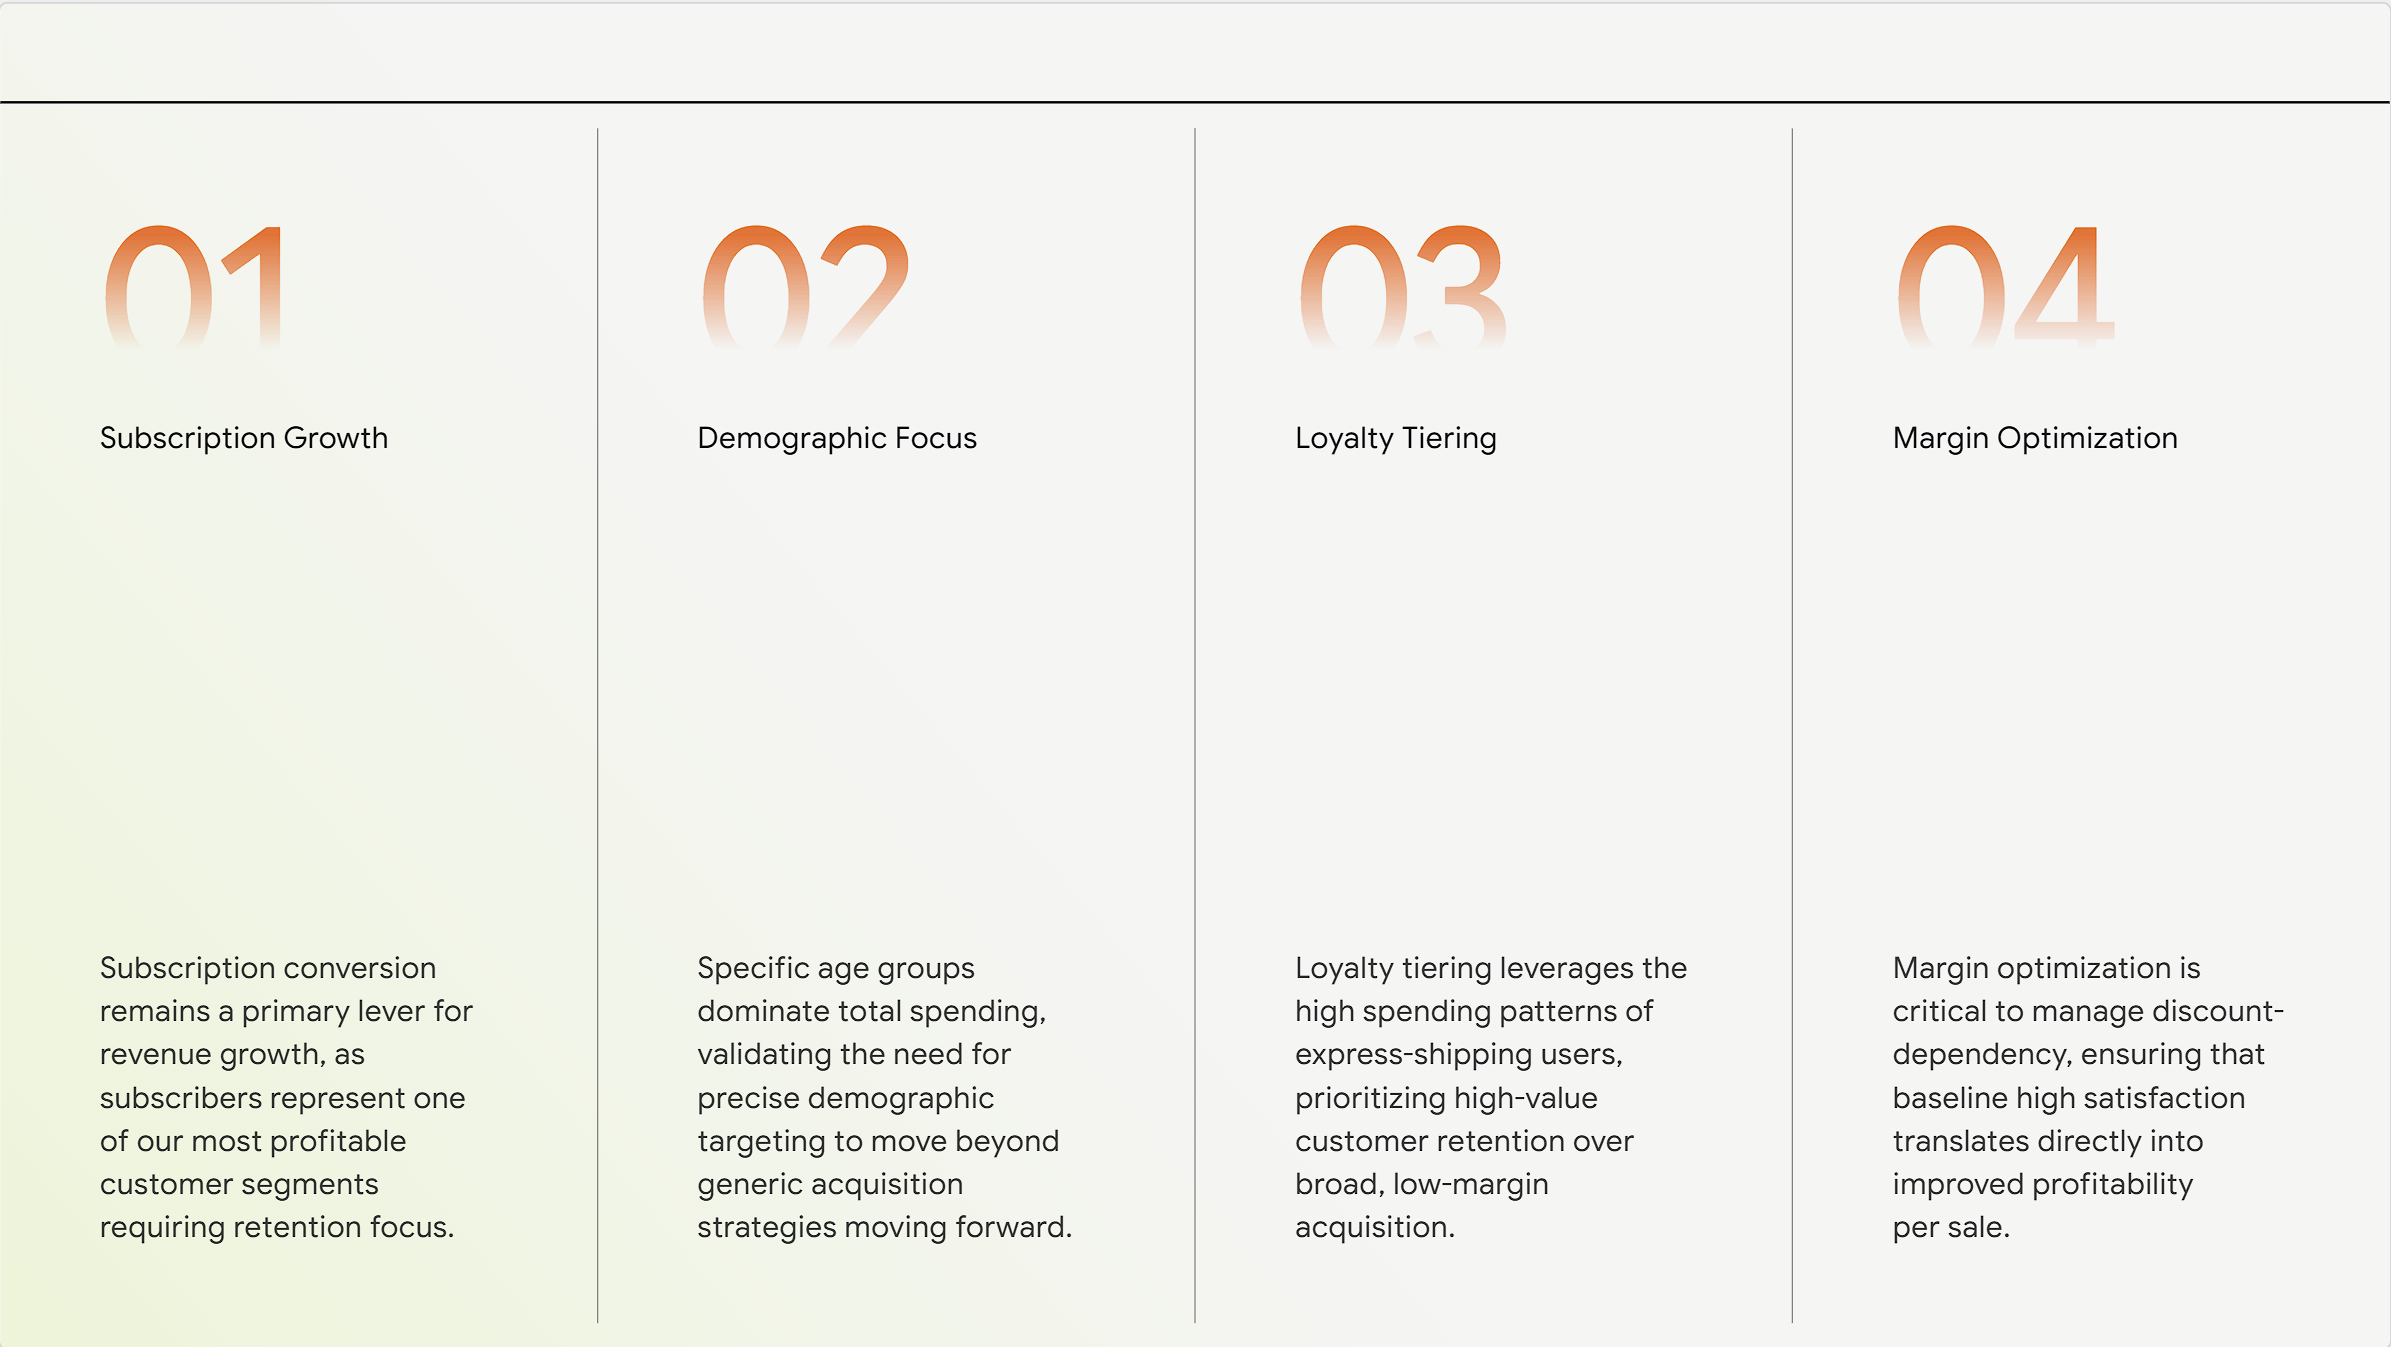 01
Subscription Growth
Subscription conversion
remains a primary lever for
revenue growth, as
subscribers represent one
of our most profitable
customer segments
requiring retention focus.
02
Demographic Focus
Specific age groups
dominate total spending,
validating the need for
precise demographic
targeting to move beyond
generic acquisition
strategies moving forward.
03
Loyalty Tiering
Loyalty tiering leverages the
high spending patterns of
express-shipping users,
prioritizing high-value
customer retention over
broad, low-margin
acquisition.
04
Margin Optimization
Margin optimization is
critical to manage discount-
dependency, ensuring that
baseline high satisfaction
translates directly into
improved profitability
per sale.